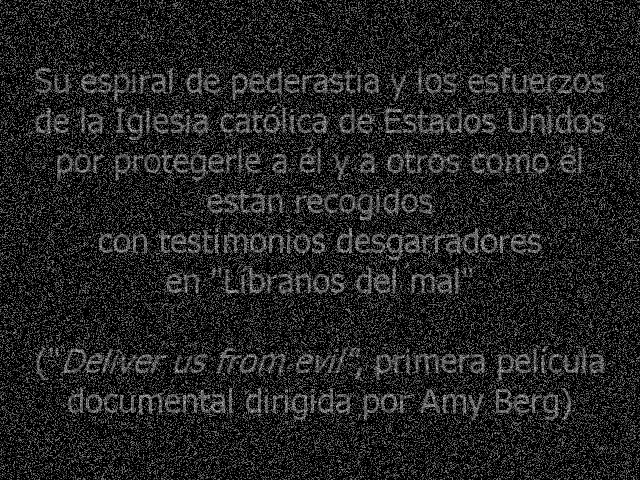 Su espiral de pederastia y los esfuerzos
de la Iglesia católica de Estados Unidos
por protegerle a él y a otros como él
están recogidos
con testimonios desgarradores
en "Líbranos del mal"
("Deliver us from evil", primera película
documental dirigida por Amy Berg)